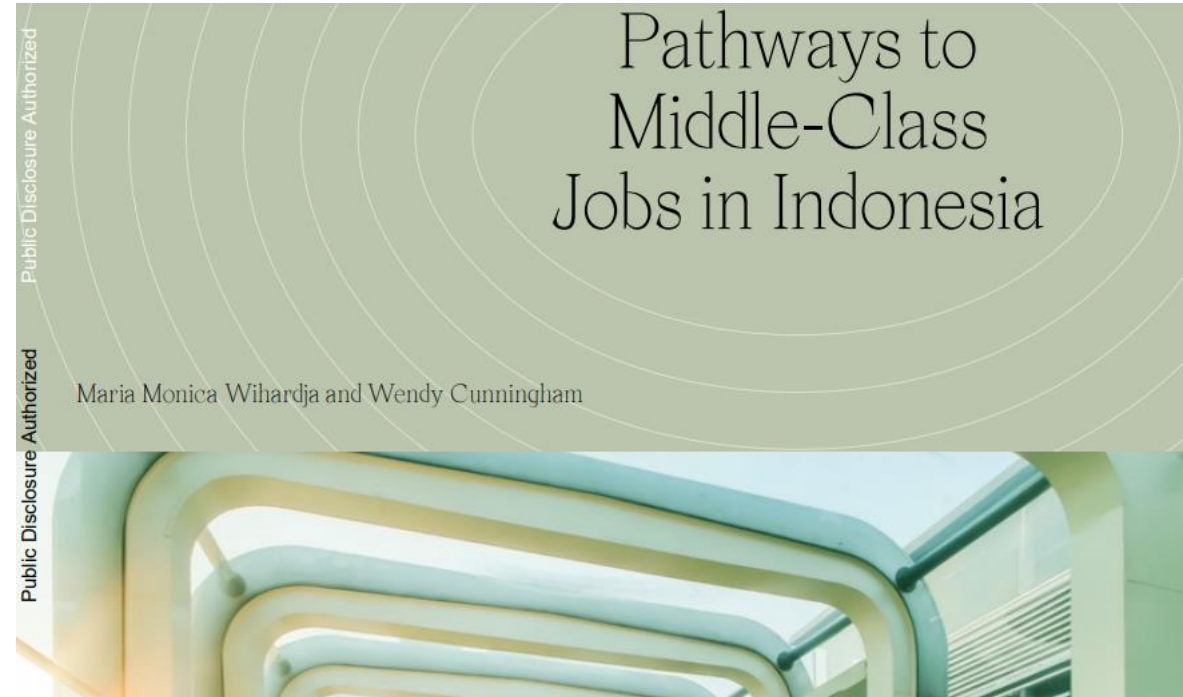 Pathways to
Middle-Class
Jobs in Indonesia
Maria Monica Wihardja and Wendy Cunningham
Public Disclosure Authorized
Public Disclosure Authorized